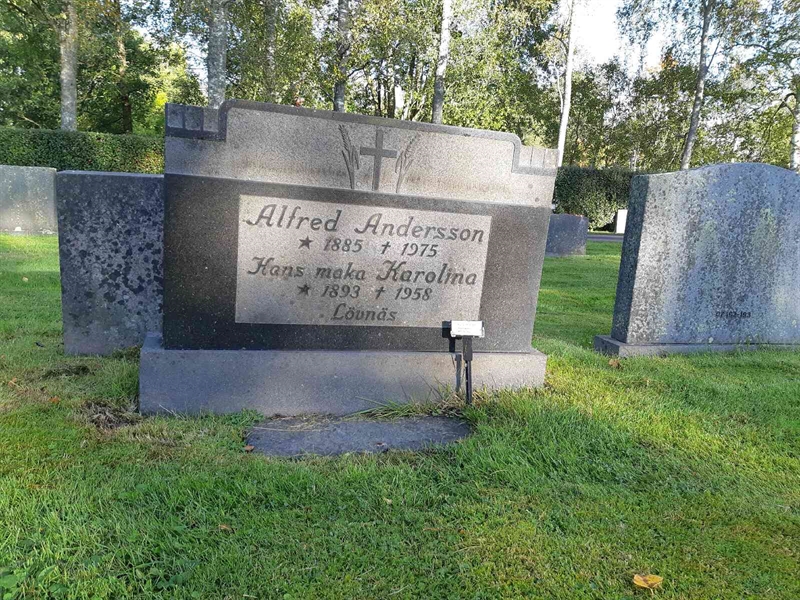 Alfred Andersson
* 1885 † 1975
Hans maka Karolina
* 1893 † 1958
Lövnäs